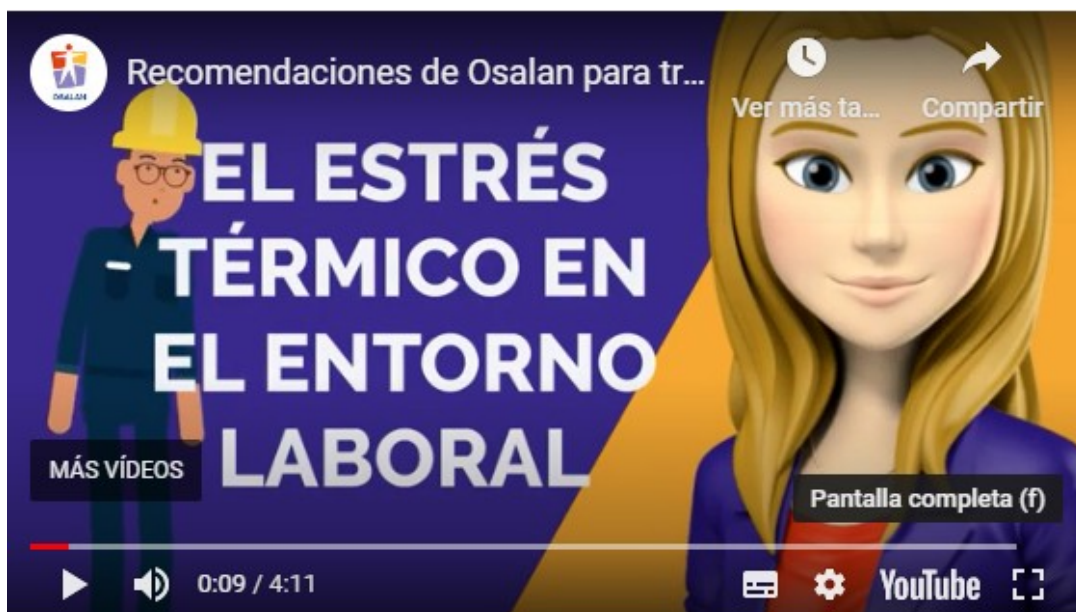 OSALAN
Recomendaciones de Osalan para tr...
Ver más ta...
Compartir
EL ESTRÉS
TÉRMICO EN
EL ENTORNO
LABORAL
MÁS VÍDEOS
Pantalla completa (f)
0:09 / 4:11
YouTube